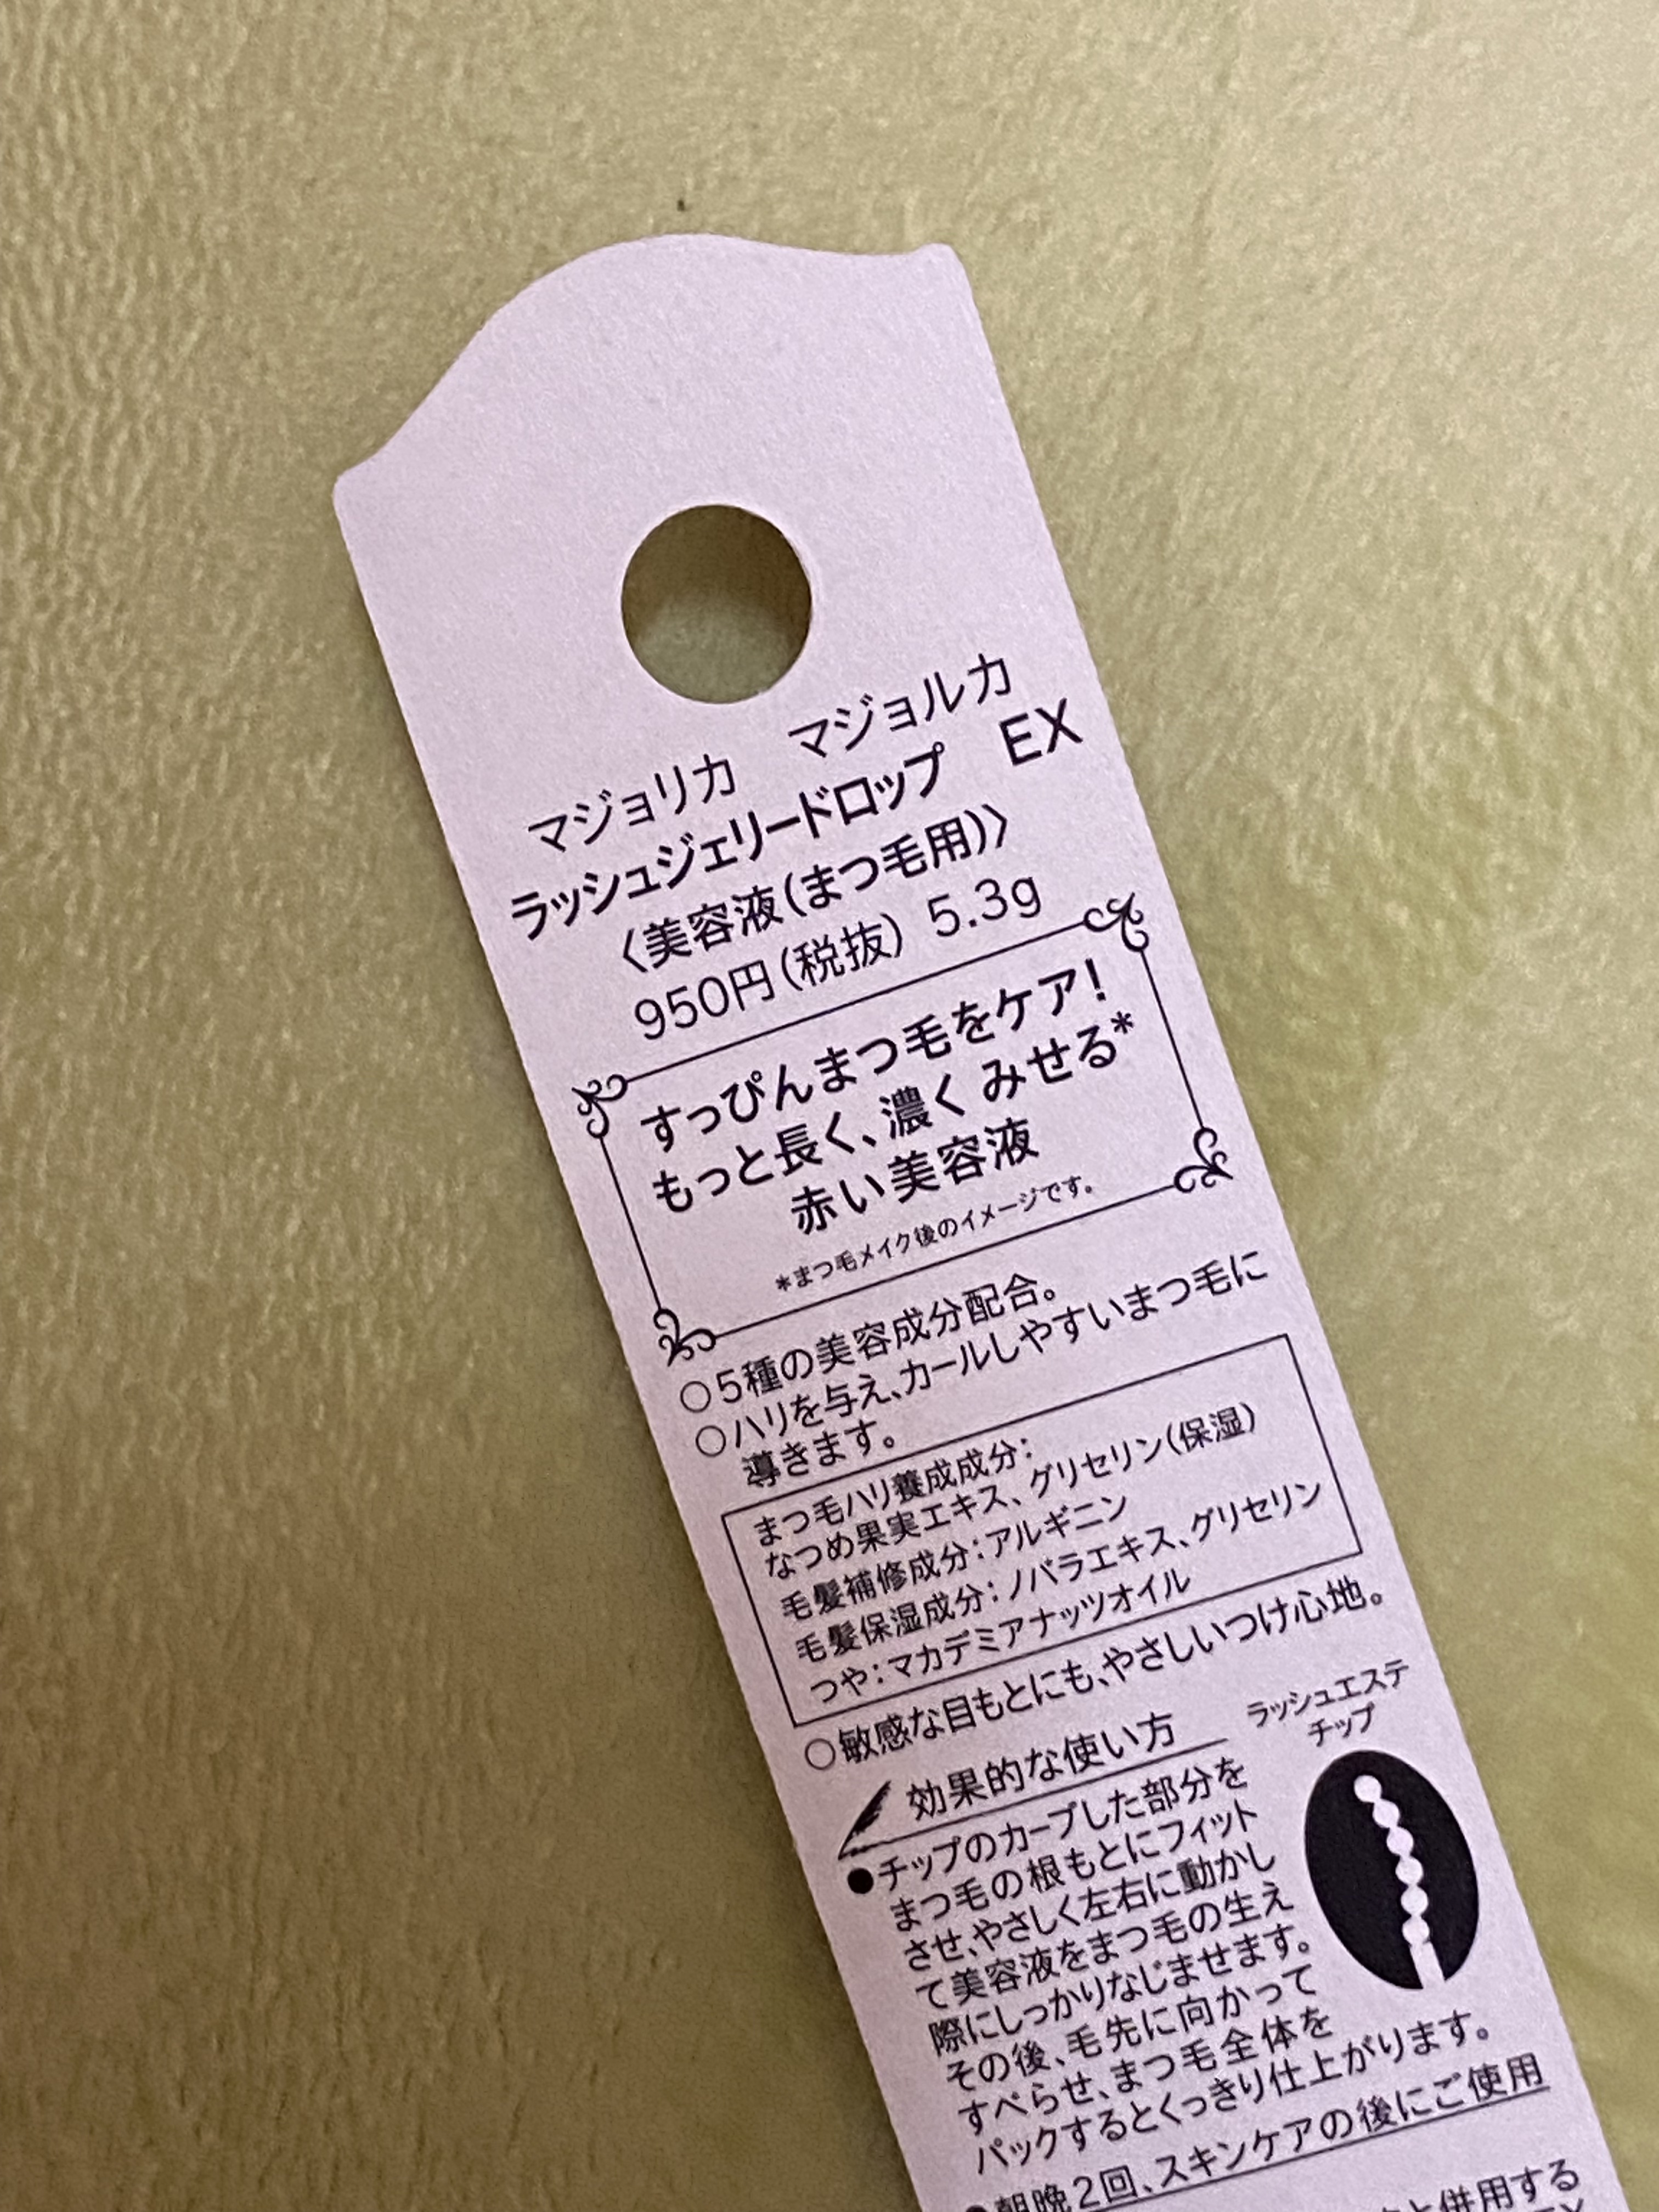 マジョリカ　マジョルカ
ラッシュジェリードロップ　EX
〈美容液(まつ毛用)〉
950円(税抜) 5.3g
すっぴんまつ毛をケア!
もっと長く、濃く みせる*
赤い美容液
*まつ毛メイク後のイメージです。
○5種の美容成分配合。
○ハリを与え、カールしやすいまつ毛に
導きます。
まつ毛ハリ養成成分:
なつめ果実エキス、グリセリン(保湿)
毛髪補修成分:アルギニン
毛髪保湿成分:ノバラエキス、グリセリン
つや:マカデミアナッツオイル
○敏感な目もとにも、やさしいつけ心地。
効果的な使い方
ラッシュエステ
チップ
●チップのカーブした部分を
まつ毛の根もとにフィット
させ、やさしく左右に動かし
て美容液をまつ毛の生え
際にしっかりなじませます。
その後、毛先に向かって
すべらせ、まつ毛全体を
パックするとくっきり仕上がります。
●朝晩2回、スキンケアの後にご使用
と併用する